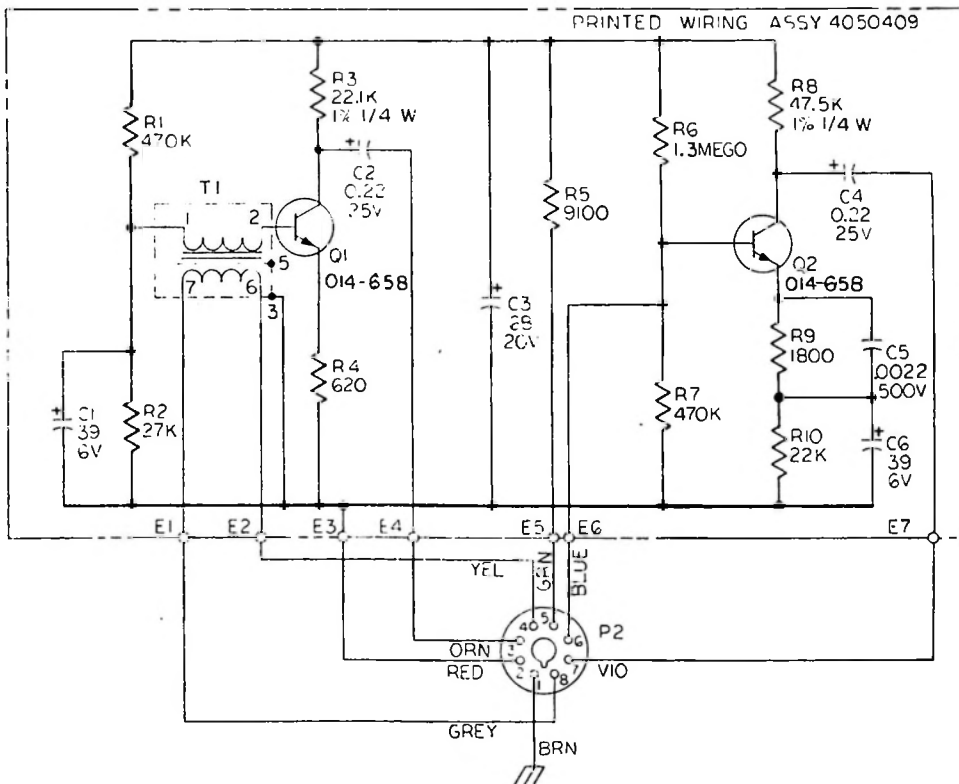 PRINTED WIRING ASSY 4050409
R3
22.1K
1% 1/4 W
R8
47.5K
1% 1/4 W
R1
470K
R6
1.3MEGO
C2
0.22
25V
C4
0.22
25V
T1
1
2
R5
9100
Q1
014-658
5
7
6
3
Q2
014-658
C3
20V
R9
1800
C5
.0022
500V
R4
620
R7
470K
C1
39
6V
R2
27K
R10
22K
C6
39
6V
E1
E2
E3
E4
E5
E6
E7
YEL
GRN
BLUE
P2
4
5
3
6
2
7
1
8
ORN
RED
VIO
GREY
BRN